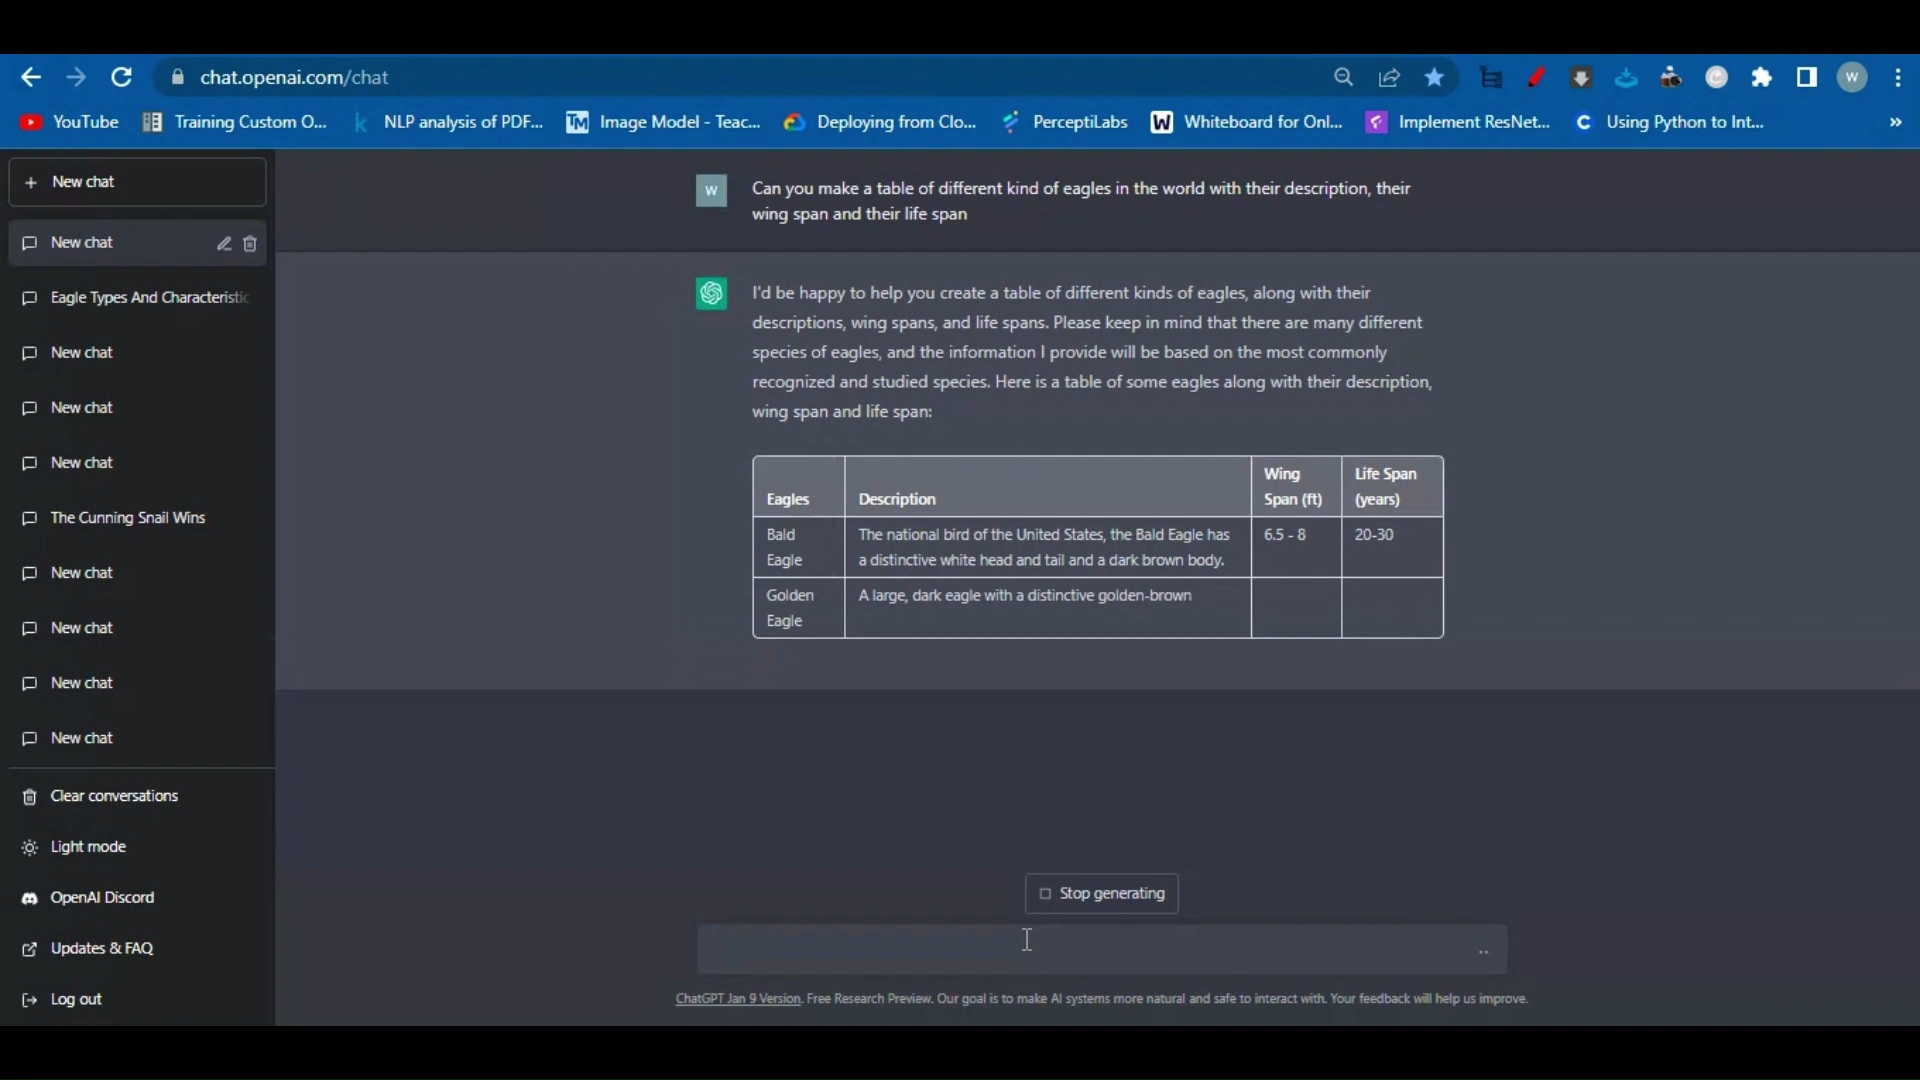 chat.openai.com/chat
W
YouTube
Training Custom O...
NLP analysis of PDF...
TM
Image Model - Teac...
Deploying from Clo...
PerceptiLabs
W
Whiteboard for Onl...
Implement ResNet...
C
Using Python to Int...
»
+ New chat
New chat
Eagle Types And Characteristic
New chat
New chat
New chat
The Cunning Snail Wins
New chat
New chat
New chat
New chat
Clear conversations
Light mode
OpenAI Discord
Updates & FAQ
Log out
W
Can you make a table of different kind of eagles in the world with their description, their
wing span and their life span
I'd be happy to help you create a table of different kinds of eagles, along with their
descriptions, wing spans, and life spans. Please keep in mind that there are many different
species of eagles, and the information I provide will be based on the most commonly
recognized and studied species. Here is a table of some eagles along with their description,
wing span and life span:
Eagles
Description
Wing
Span (ft)
Life Span
(years)
Bald
Eagle
The national bird of the United States, the Bald Eagle has
a distinctive white head and tail and a dark brown body.
6.5 - 8
20-30
Golden
Eagle
A large, dark eagle with a distinctive golden-brown
Stop generating
..
ChatGPT Jan 9 Version. Free Research Preview. Our goal is to make AI systems more natural and safe to interact with. Your feedback will help us improve.